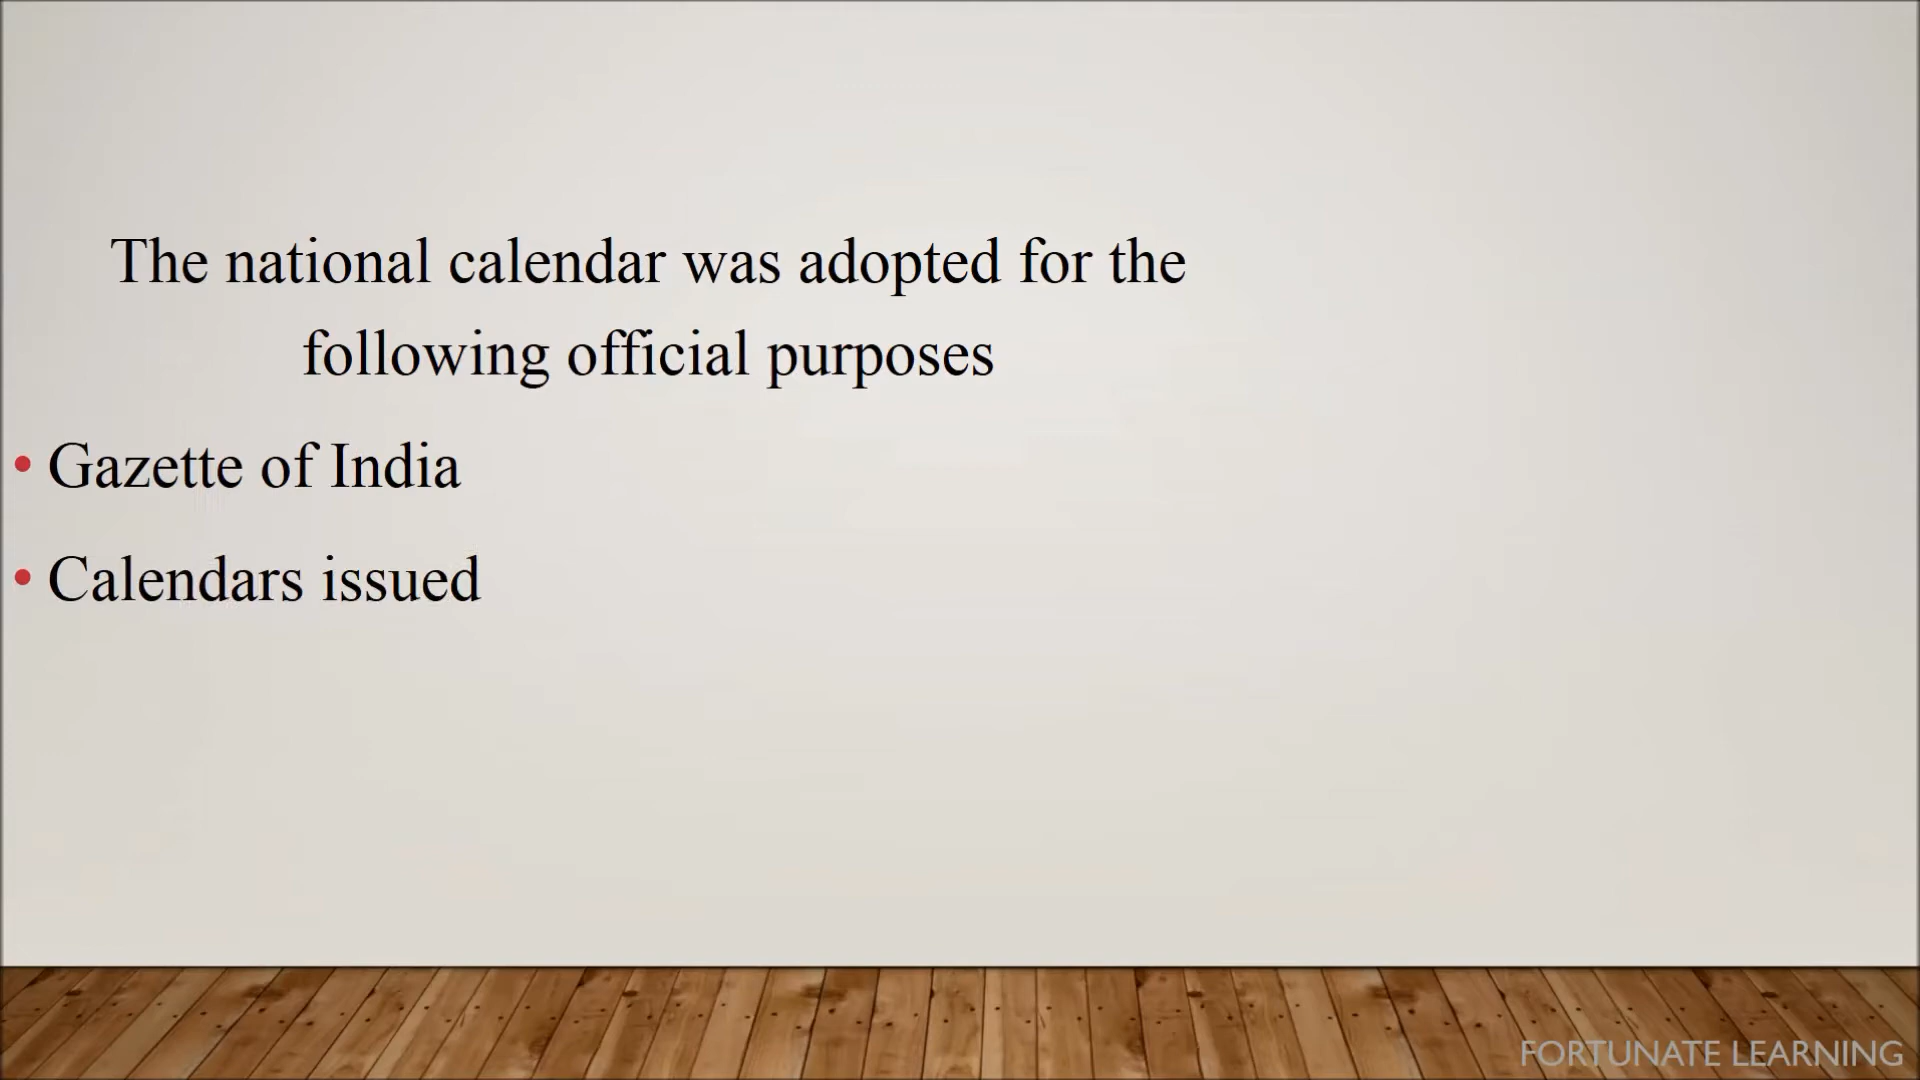 The national calendar was adopted for the
following official purposes
• Gazette of India
• Calendars issued
FORTUNATE LEARNING